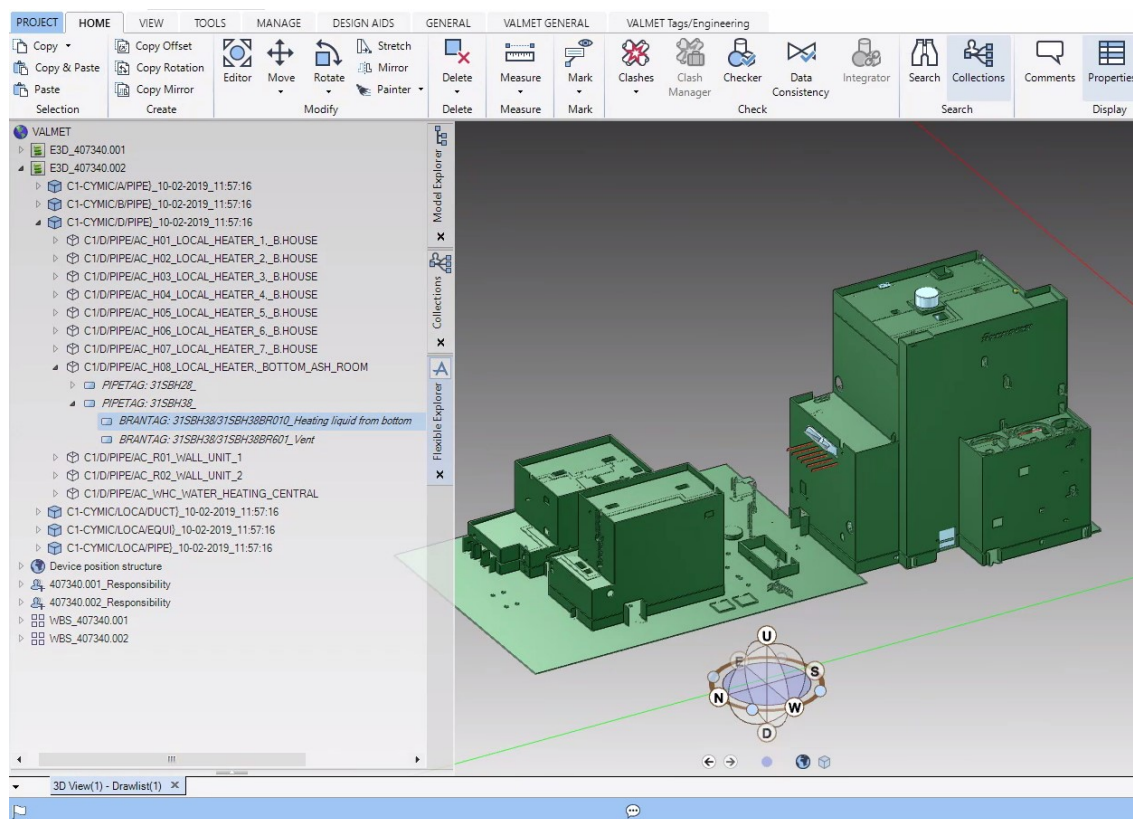 PROJECT HOME VIEW TOOLS MANAGE DESIGN AIDS GENERAL VALMET GENERAL VALMET Tags/Engineering
Copy
Copy & Paste
Paste
Selection
Copy Offset
Copy Rotation
Copy Mirror
Create
Editor
Move
Rotate
Stretch
Mirror
Painter
Modify
Delete
Delete
Measure
Measure
Mark
Mark
Clashes
Clash
Manager
Checker
Data
Consistency
Integrator
Check
Search
Collections
Search
Comments
Properties
Display
VALMET
E3D_407340.001
E3D_407340.002
C1-CYMIC/A/PIPE}_10-02-2019_11:57:16
C1-CYMIC/B/PIPE}_10-02-2019_11:57:16
C1-CYMIC/D/PIPE}_10-02-2019_11:57:16
C1/D/PIPE/AC_H01_LOCAL_HEATER_1,_B.HOUSE
C1/D/PIPE/AC_H02_LOCAL_HEATER_2,_B.HOUSE
C1/D/PIPE/AC_H03_LOCAL_HEATER_3,_B.HOUSE
C1/D/PIPE/AC_H04_LOCAL_HEATER_4,_B.HOUSE
C1/D/PIPE/AC_H05_LOCAL_HEATER_5,_B.HOUSE
C1/D/PIPE/AC_H06_LOCAL_HEATER_6,_B.HOUSE
C1/D/PIPE/AC_H07_LOCAL_HEATER_7,_B.HOUSE
C1/D/PIPE/AC_H08_LOCAL_HEATER,_BOTTOM_ASH_ROOM
PIPETAG: 31SBH28_
PIPETAG: 31SBH38_
BRANTAG: 31SBH38/31SBH38BR010_Heating liquid from bottom
BRANTAG: 31SBH38/31SBH38BR601_Vent
C1/D/PIPE/AC_R01_WALL_UNIT_1
C1/D/PIPE/AC_R02_WALL_UNIT_2
C1/D/PIPE/AC_WHC_WATER_HEATING_CENTRAL
C1-CYMIC/LOCA/DUCT}_10-02-2019_11:57:16
C1-CYMIC/LOCA/EQUI}_10-02-2019_11:57:16
C1-CYMIC/LOCA/PIPE}_10-02-2019_11:57:16
Device position structure
407340.001_Responsibility
407340.002_Responsibility
WBS_407340.001
WBS_407340.002
Model Explorer
Collections
Flexible Explorer
U
E
S
N
W
D
3D View(1) - Drawlist(1)